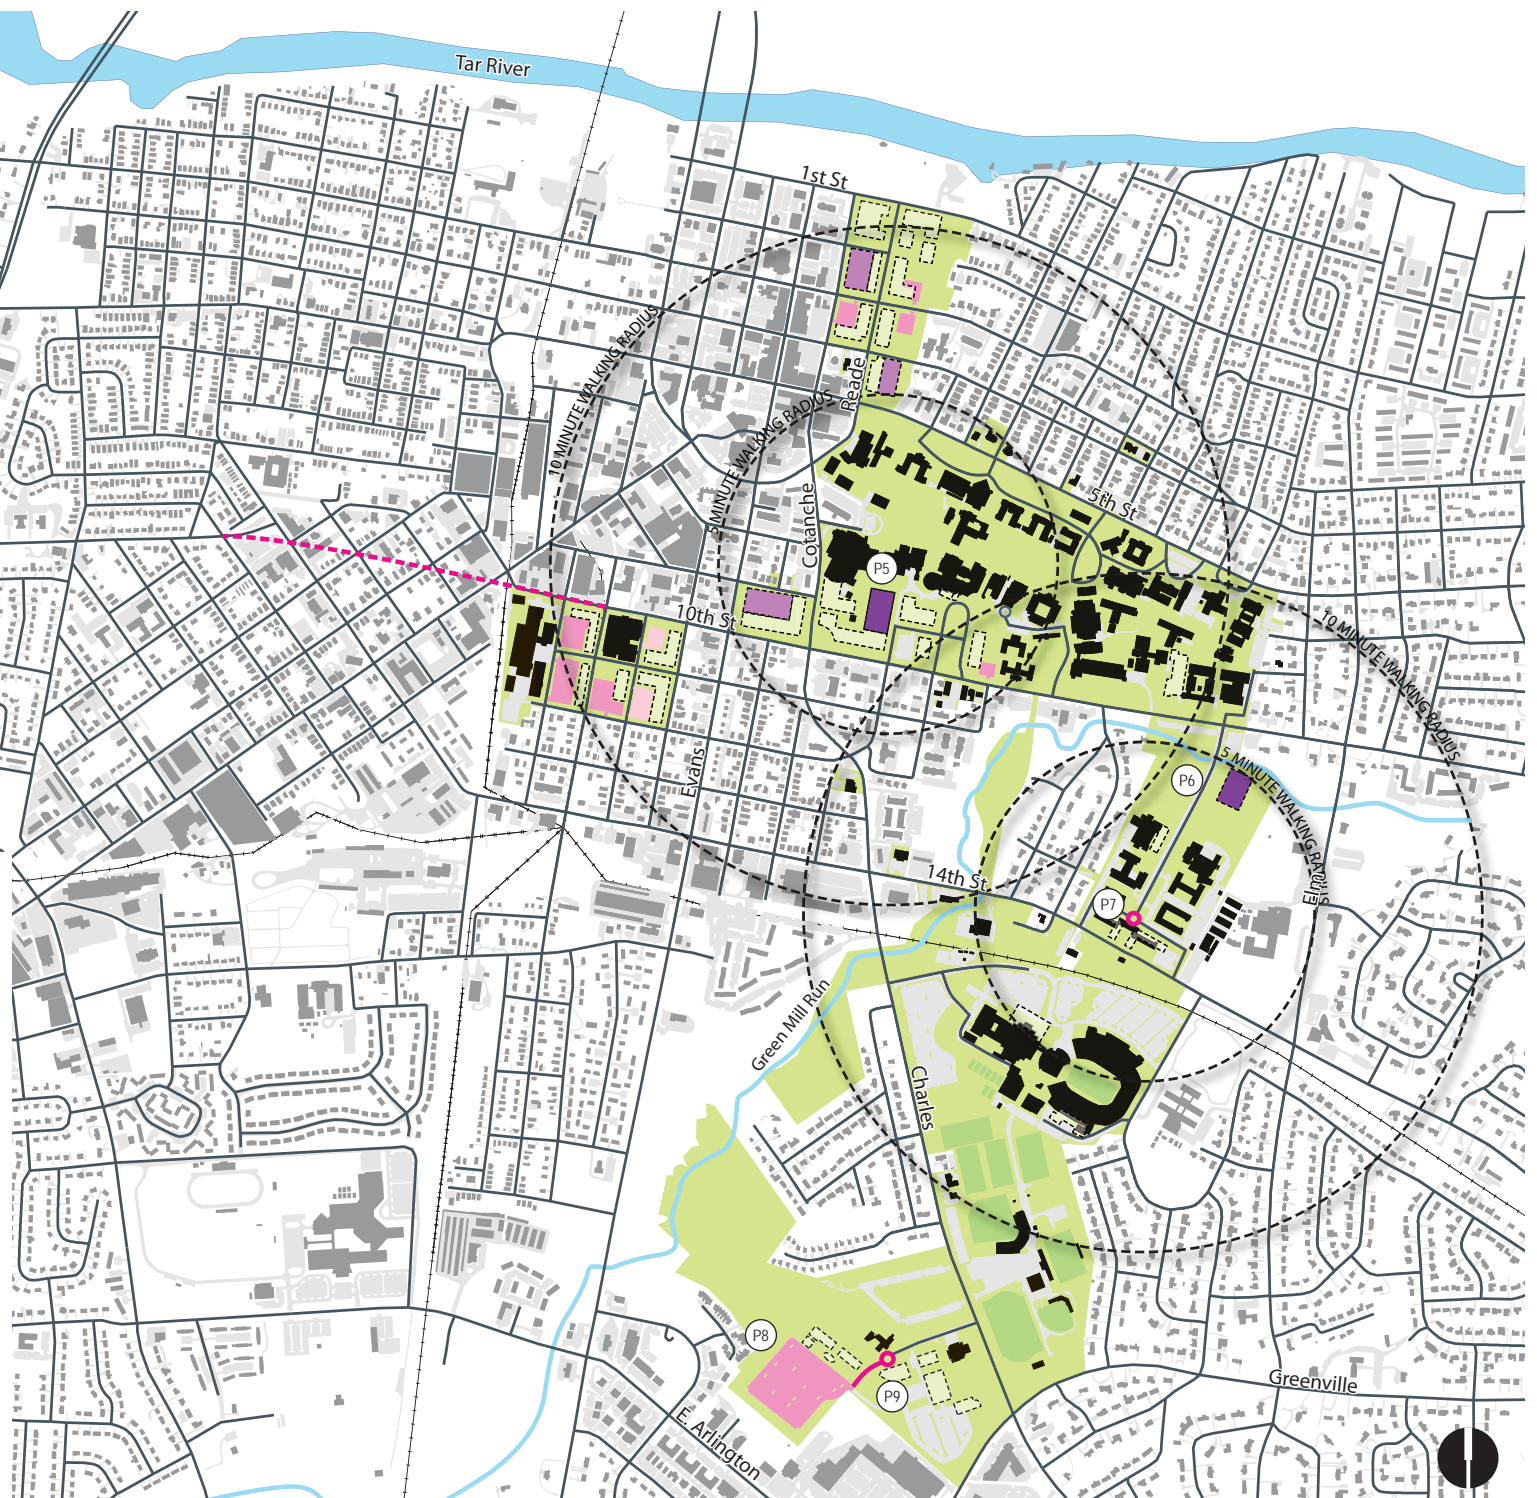 Tar River
1st St
10 MINUTE WALKING RADIUS
Reade
5 MINUTE WALKING RADIUS
5th St
Cotanche
P5
10th St
10 MINUTE WALKING RADIUS
Evans
P6
5 MINUTE WALKING RADIUS
14th St
Elm
P7
Green Mill Run
Charles
P8
P9
Greenville
E. Arlington